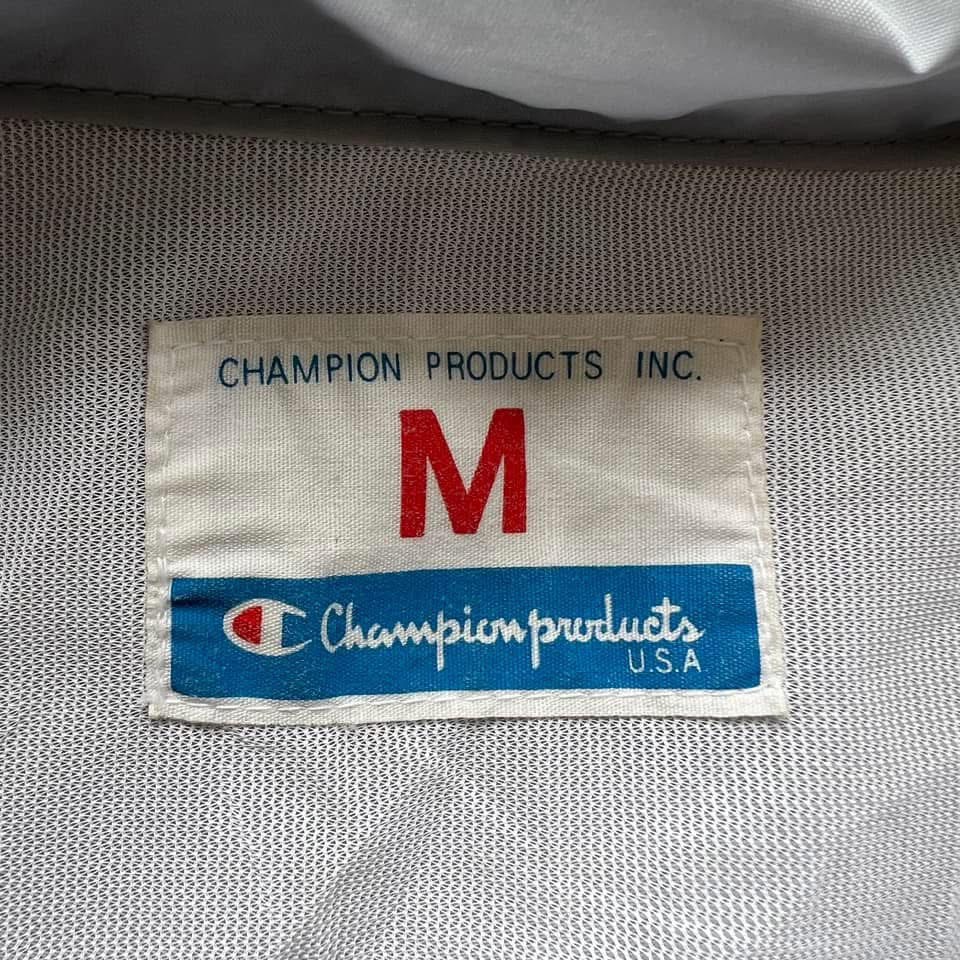 CHAMPION PRODUCTS INC.
M
Championproducts
U.S.A